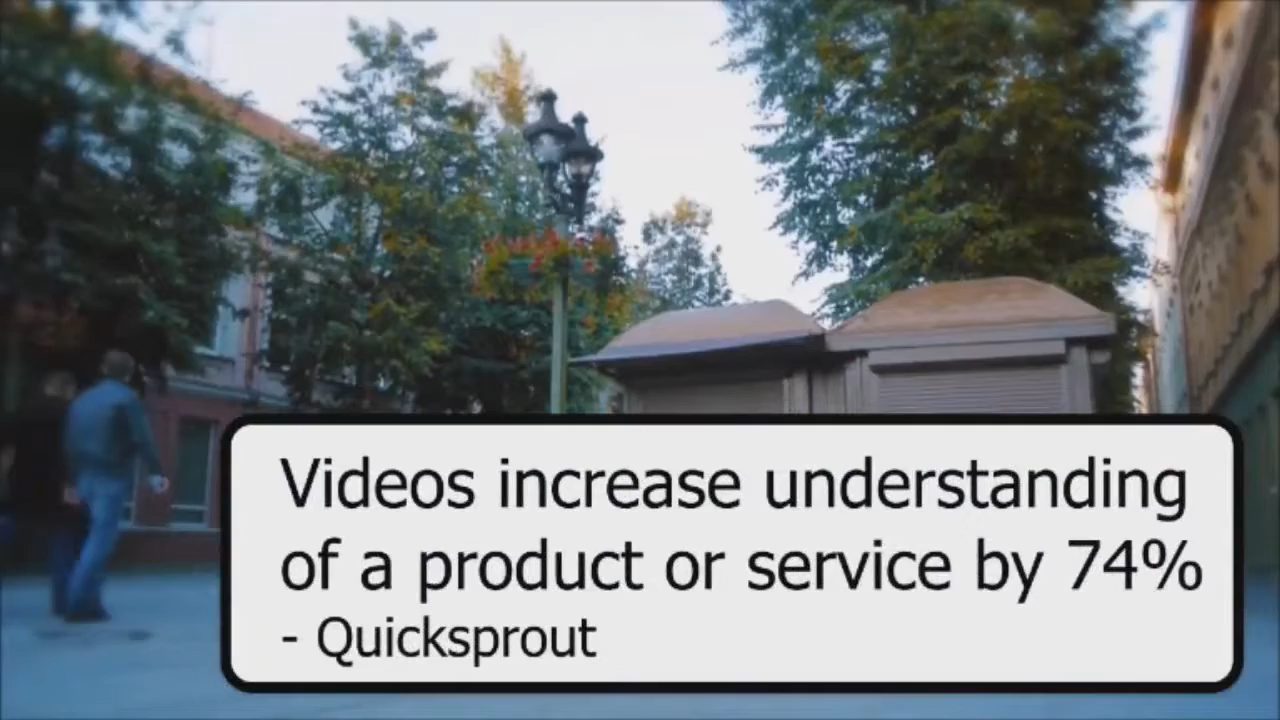 Videos increase understanding
of a product or service by 74%
- Quicksprout